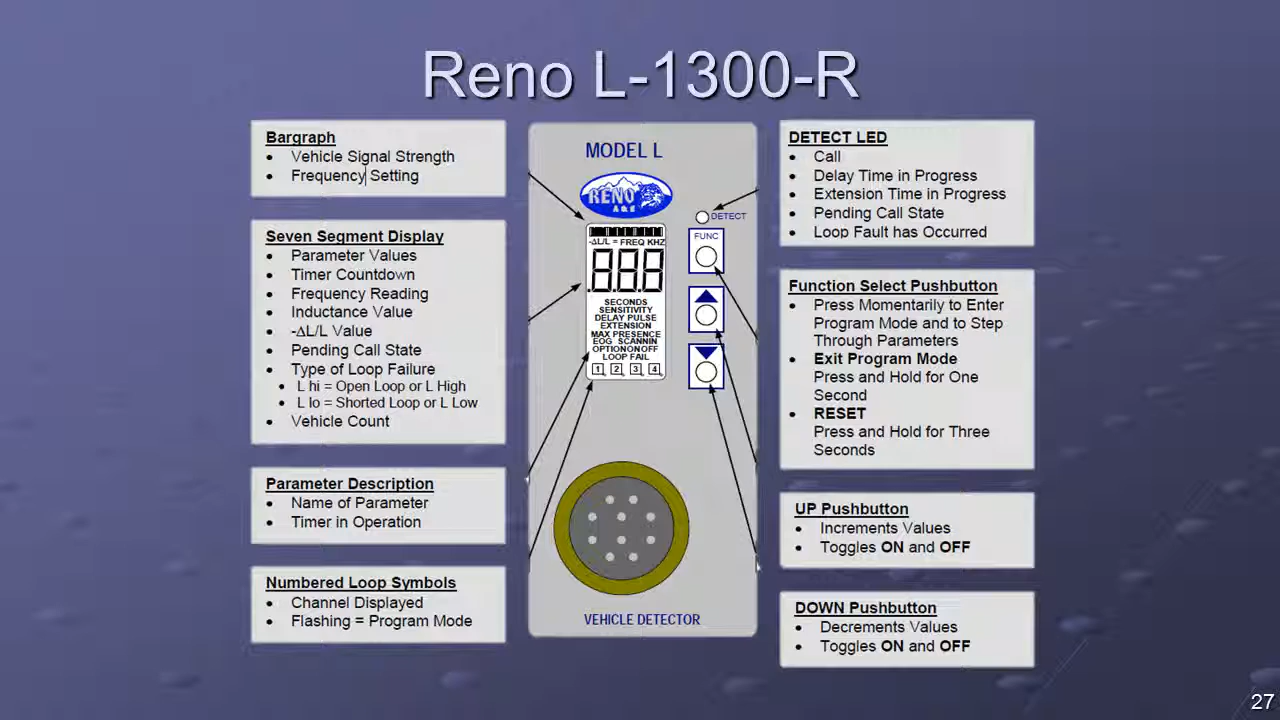 Reno L-1300-R
Bargraph
• Vehicle Signal Strength
• Frequency Setting
Seven Segment Display
• Parameter Values
• Timer Countdown
• Frequency Reading
• Inductance Value
• -ΔL/L Value
• Pending Call State
• Type of Loop Failure
• L hi = Open Loop or L High
• L lo = Shorted Loop or L Low
• Vehicle Count
Parameter Description
• Name of Parameter
• Timer in Operation
Numbered Loop Symbols
• Channel Displayed
• Flashing = Program Mode
MODEL L
RENO
A & E
DETECT
FUNC
-ΔL/L = FREQ KHZ
.8.8.8
SECONDS
SENSITIVITY
DELAY PULSE
EXTENSION
MAX PRESENCE
EOG SCANNIN
OPTIONONOFF
LOOP FAIL
1 2 3 4
VEHICLE DETECTOR
DETECT LED
• Call
• Delay Time in Progress
• Extension Time in Progress
• Pending Call State
• Loop Fault has Occurred
Function Select Pushbutton
• Press Momentarily to Enter
Program Mode and to Step
Through Parameters
• Exit Program Mode
Press and Hold for One
Second
• RESET
Press and Hold for Three
Seconds
UP Pushbutton
• Increments Values
• Toggles ON and OFF
DOWN Pushbutton
• Decrements Values
• Toggles ON and OFF
27